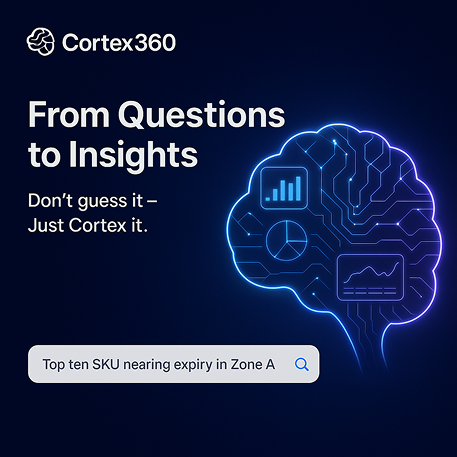 Cortex360
From Questions
to Insights
Don't guess it –
Just Cortex it.
Top ten SKU nearing expiry in Zone A